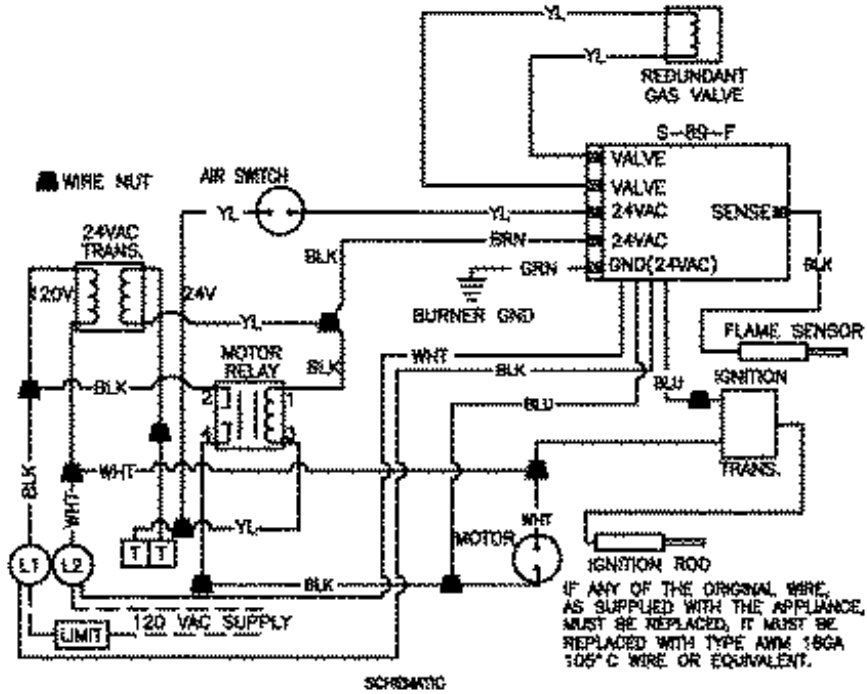 YL
YL
REDUNDANT
GAS VALVE
S-89-F
WIRE NUT
AIR SWITCH
VALVE
VALVE
YL
YL
24VAC
SENSE
24VAC
TRANS.
BLK
BRN
24VAC
BLK
120V
24V
GRN
GND(24VAC)
BURNER GND
YL
FLAME SENSOR
MOTOR
RELAY
WHT
BLK
BLK
BLK
2
1
BLU
BLU
IGNITION
4
3
TRANS.
BLK
WHT
WHT
WHT
YL
T
T
MOTOR
L1
L2
IGNITION ROD
BLK
120 VAC SUPPLY
LIMIT
IF ANY OF THE ORIGINAL WIRE,
AS SUPPLIED WITH THE APPLIANCE,
MUST BE REPLACED, IT MUST BE
REPLACED WITH TYPE AWM 18GA
105°C WIRE OR EQUIVALENT.
SCHEMATIC